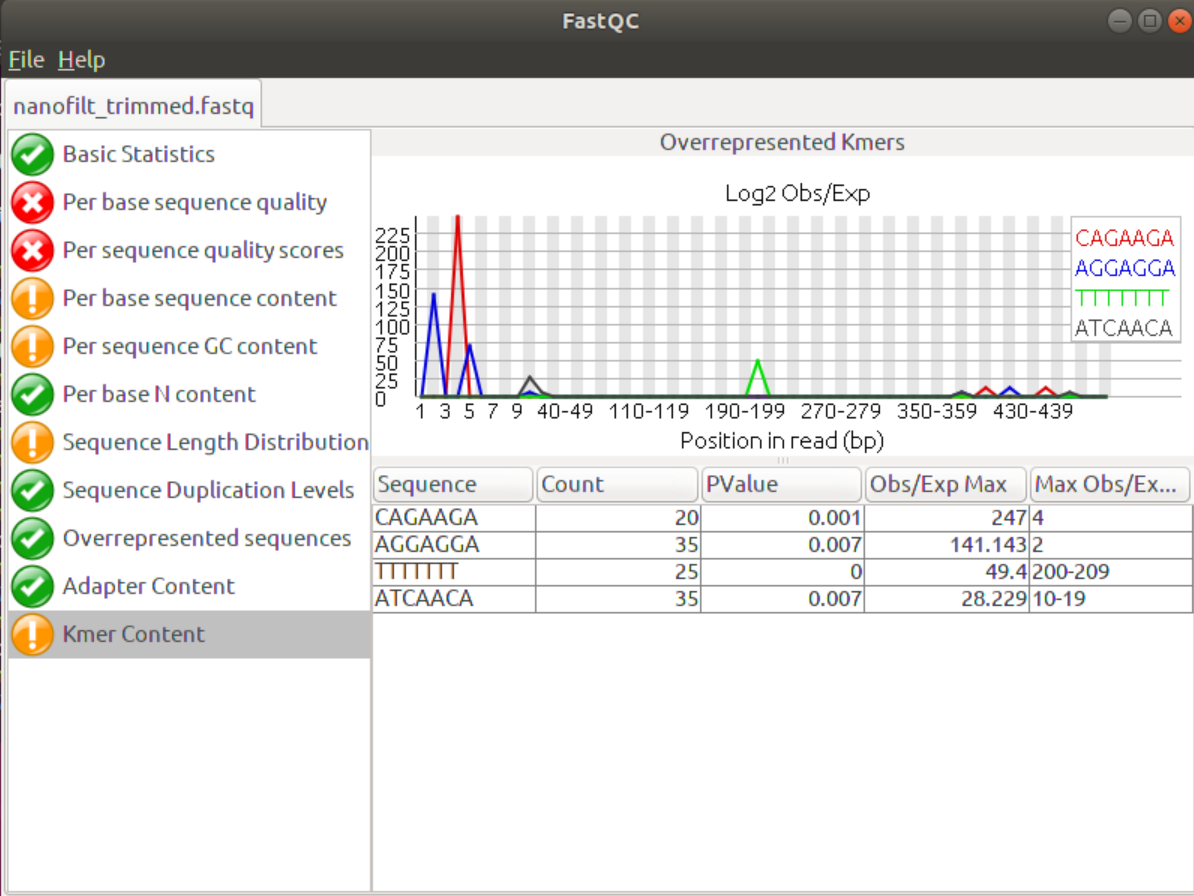 FastQC
File Help
nanofilt_trimmed.fastq
Basic Statistics
Per base sequence quality
Per sequence quality scores
Per base sequence content
Per sequence GC content
Per base N content
Sequence Length Distribution
Sequence Duplication Levels
Overrepresented sequences
Adapter Content
Kmer Content
Overrepresented Kmers
Log2 Obs/Exp
225
200
175
150
125
100
75
50
25
0
CAGAAGA
AGGAGGA
TTTTTTT
ATCAACA
1 3 5 7 9 40-49 110-119 190-199 270-279 350-359 430-439
Position in read (bp)
Sequence Count PValue Obs/Exp Max Max Obs/Ex...
CAGAAGA 20 0.001 247 4
AGGAGGA 35 0.007 141.143 2
TTTTTTT 25 0 49.4 200-209
ATCAACA 35 0.007 28.229 10-19